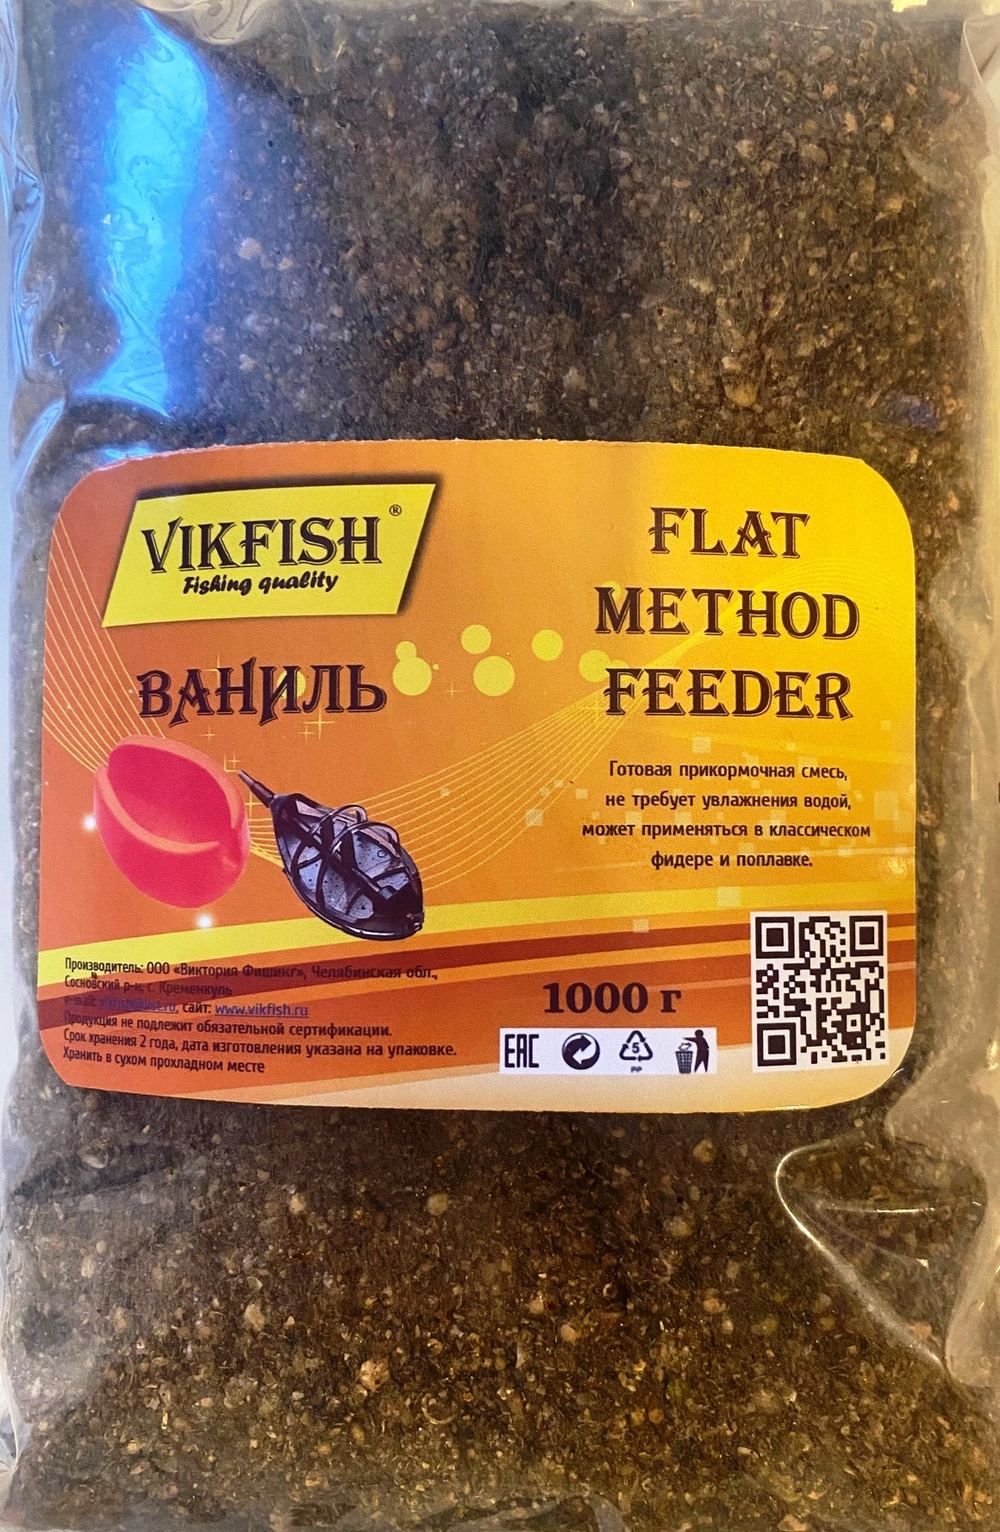 VIKFISH ®
Fishing quality
ВАНИЛЬ
FLAT
METHOD
FEEDER
Готовая прикормочная смесь,
не требует увлажнения водой,
может применяться в классическом
фидере и поплавке.
Производитель: ООО «Виктория Фишинг», Челябинская обл.,
Сосновский р-н, с. Кременкуль
e-mail: сайт: www.vikfish.ru
Продукция не подлежит обязательной сертификации.
Срок хранения 2 года, дата изготовления указана на упаковке.
Хранить в сухом прохладном месте
1000 г
EAC
5
PP